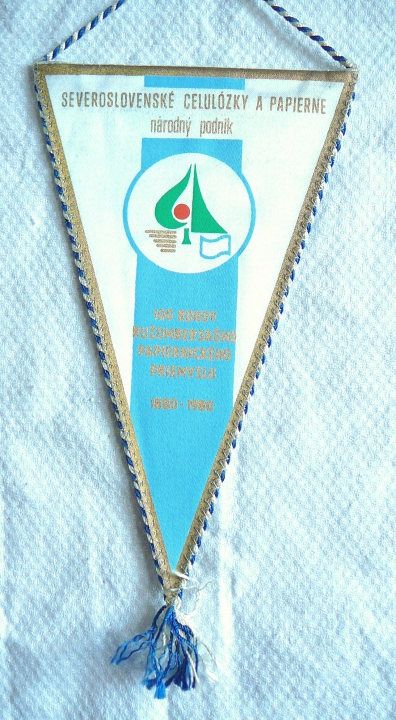 SEVEROSLOVENSKÉ CELULÓZKY A PAPIERNE
národný podnik
100 ROKOV
RUŽOMBERSKÉHO
PAPIERNICKÉHO
PRIEMYSLU
1880-1980